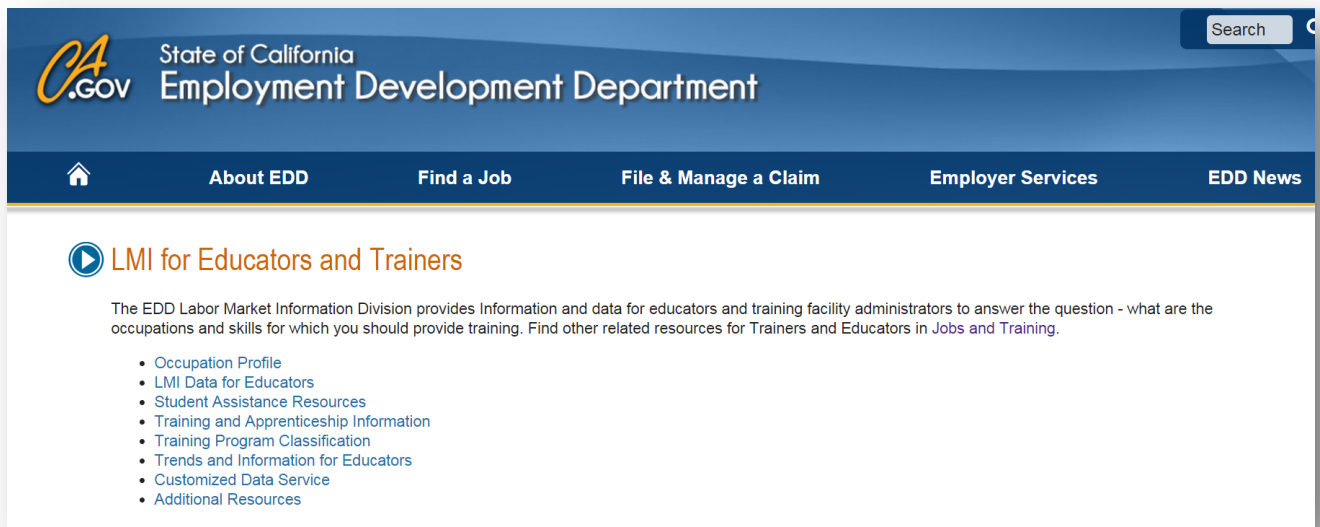 Search
CA
.GOV
State of California
Employment Development Department
About EDD
Find a Job
File & Manage a Claim
Employer Services
EDD News
LMI for Educators and Trainers
The EDD Labor Market Information Division provides Information and data for educators and training facility administrators to answer the question - what are the
occupations and skills for which you should provide training. Find other related resources for Trainers and Educators in Jobs and Training.
• Occupation Profile
• LMI Data for Educators
• Student Assistance Resources
• Training and Apprenticeship Information
• Training Program Classification
• Trends and Information for Educators
• Customized Data Service
• Additional Resources